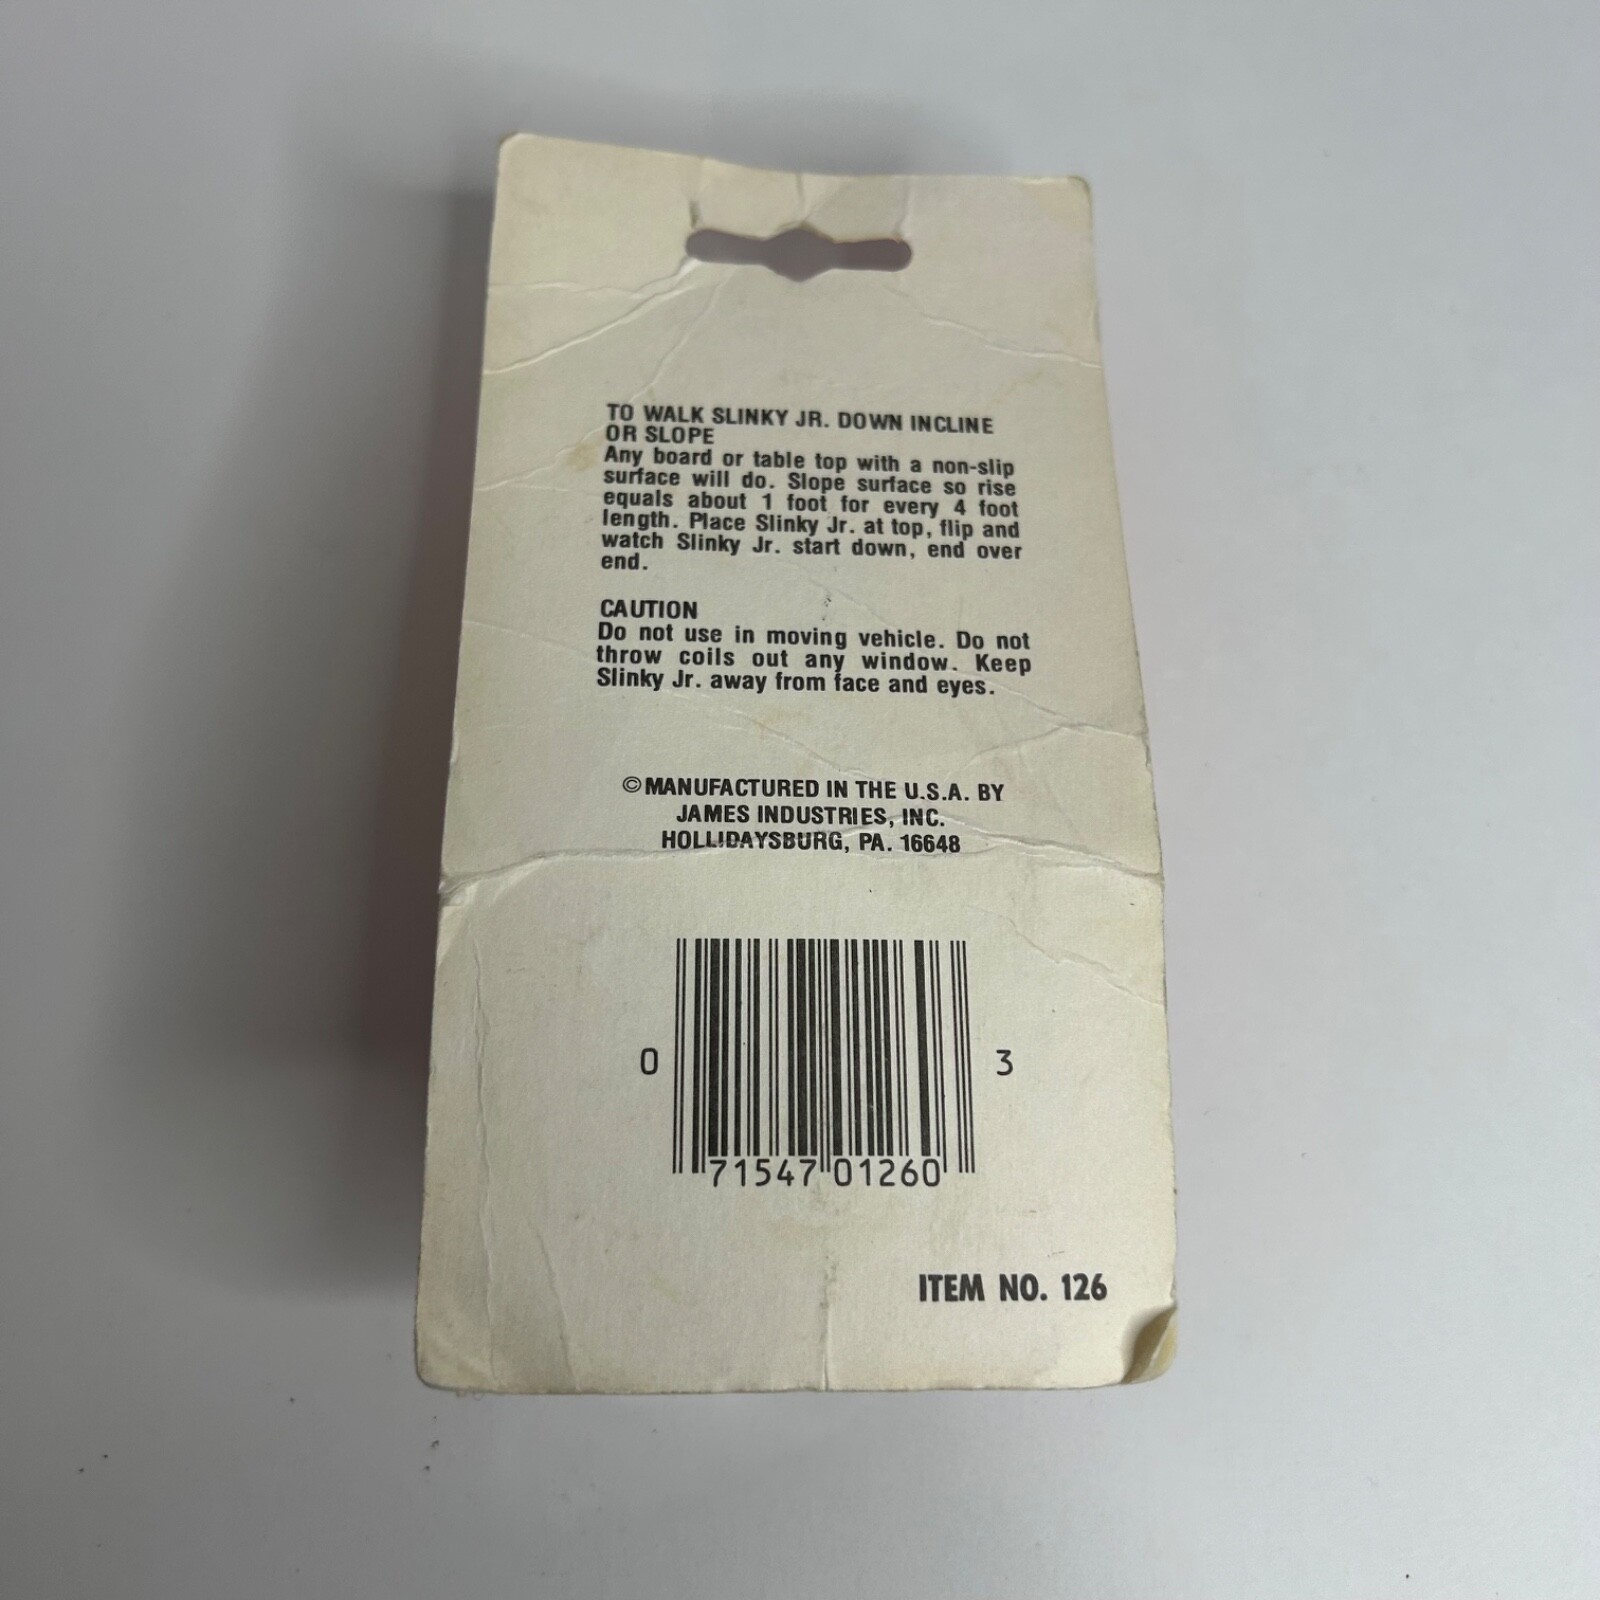 TO WALK SLINKY JR. DOWN INCLINE
OR SLOPE
Any board or table top with a non-slip
surface will do. Slope surface so rise
equals about 1 foot for every 4 foot
length. Place Slinky Jr. at top, flip and
watch Slinky Jr. start down, end over
end.
CAUTION
Do not use in moving vehicle. Do not
throw coils out any window. Keep
Slinky Jr. away from face and eyes.
©MANUFACTURED IN THE U.S.A. BY
JAMES INDUSTRIES, INC.
HOLLIDAYSBURG, PA. 16648
0 71547 01260 3
ITEM NO. 126